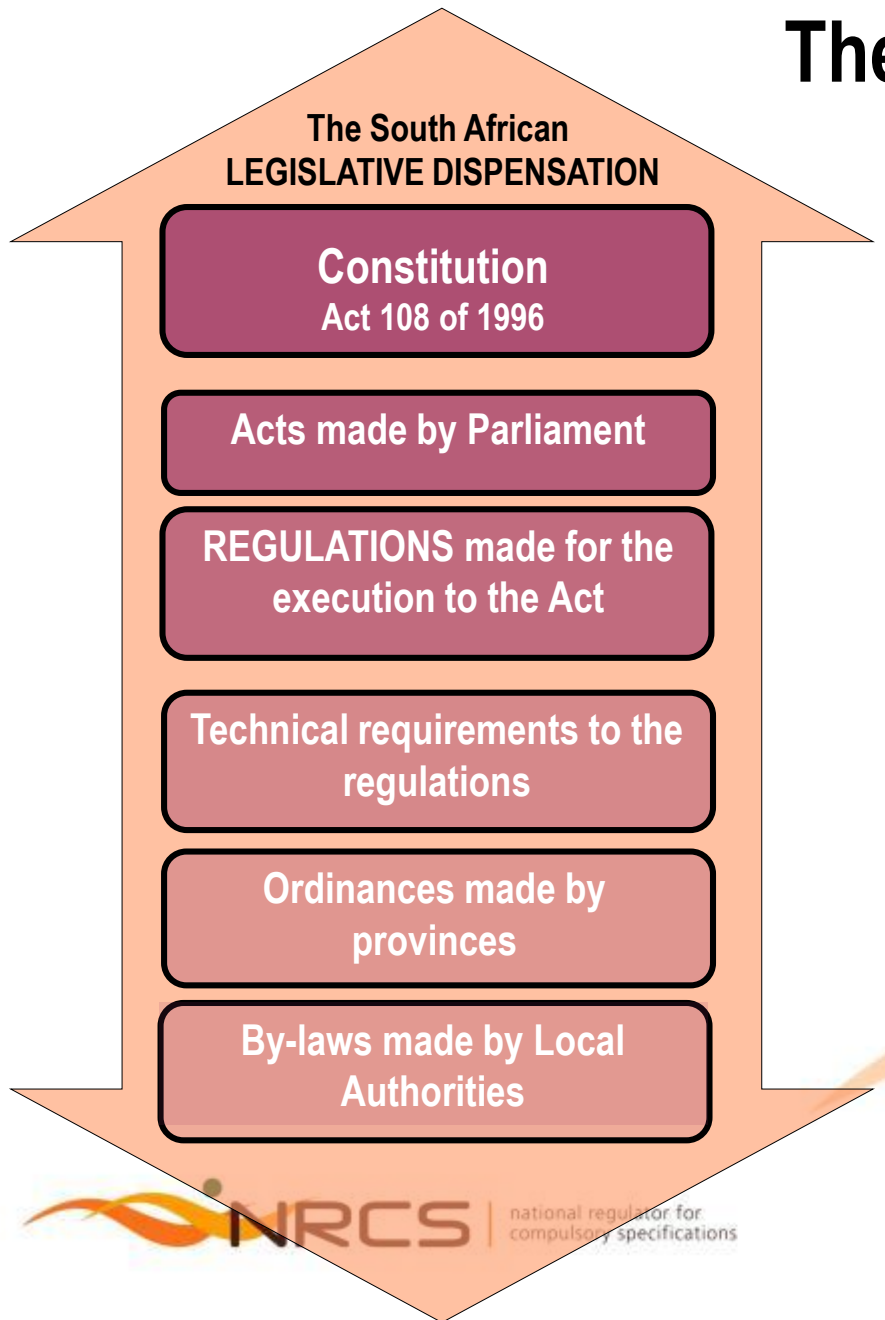 The
The South African
LEGISLATIVE DISPENSATION
Constitution
Act 108 of 1996
Acts made by Parliament
REGULATIONS made for the
execution to the Act
Technical requirements to the
regulations
Ordinances made by
provinces
By-laws made by Local
Authorities
NRCS
national regulator for
compulsory specifications